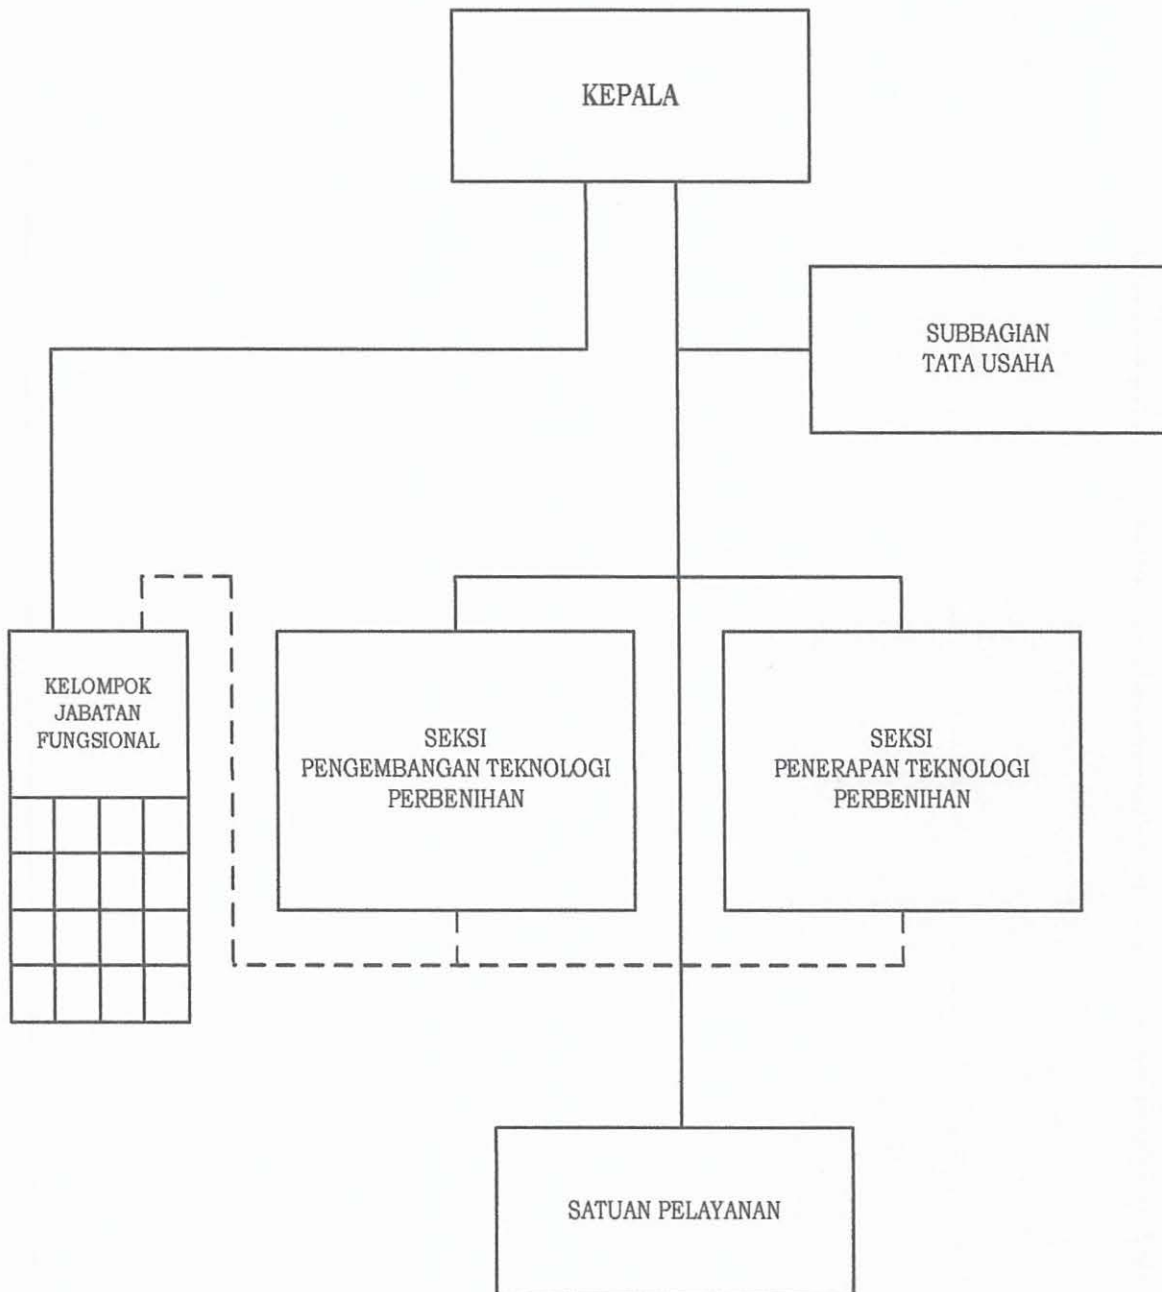 KEPALA
SUBBAGIAN
TATA USAHA
KELOMPOK
JABATAN
FUNGSIONAL
SEKSI
PENGEMBANGAN TEKNOLOGI
PERBENIHAN
SEKSI
PENERAPAN TEKNOLOGI
PERBENIHAN
SATUAN PELAYANAN